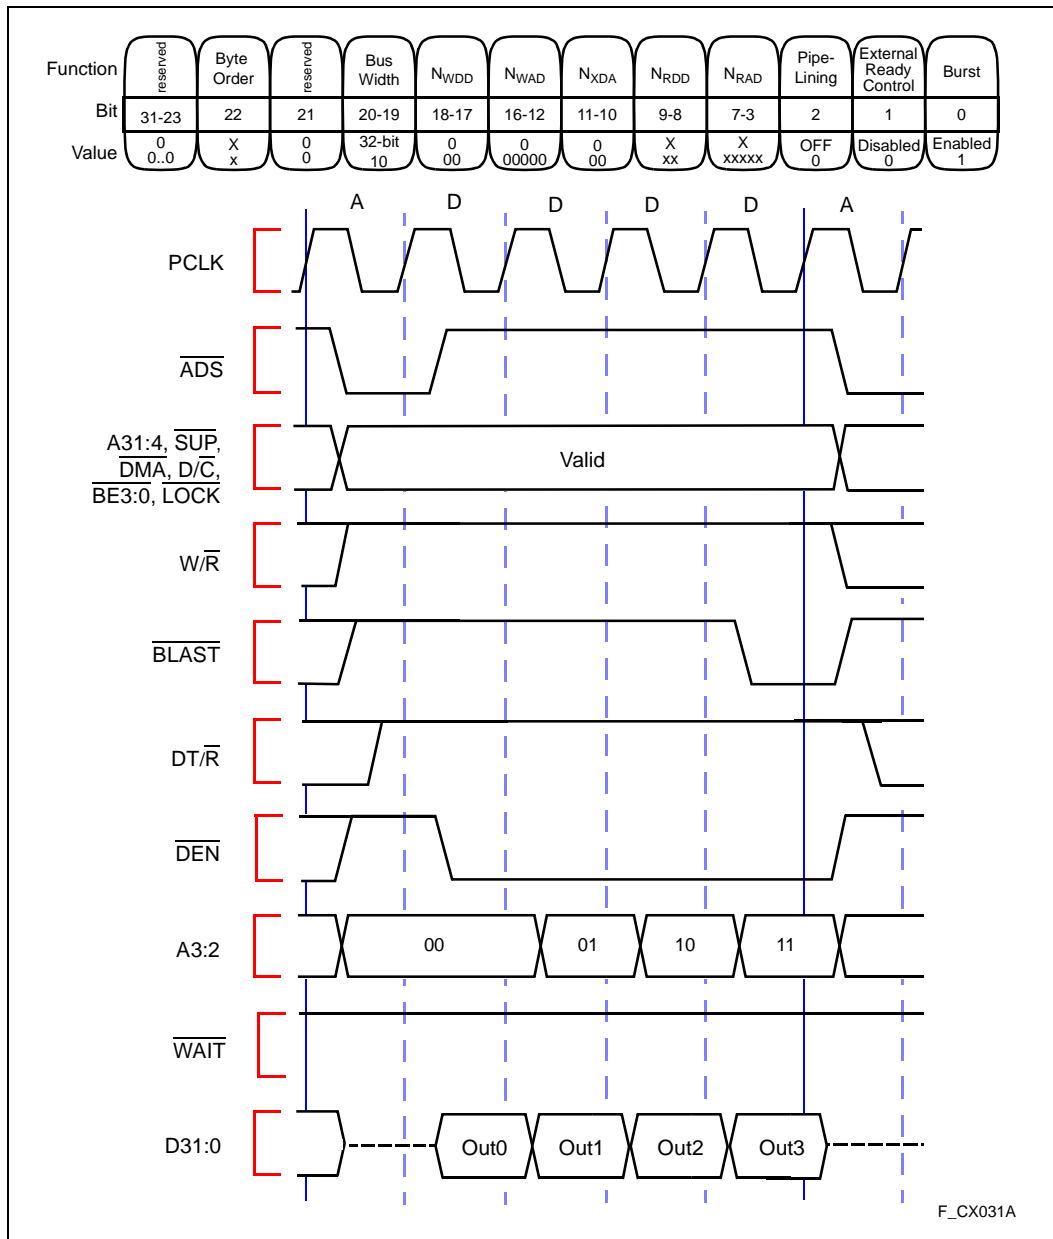 Function reserved Byte Order reserved Bus Width NWDD NWAD NXDA NRDD NRAD Pipe-Lining External Ready Control Burst
Bit 31-23 22 21 20-19 18-17 16-12 11-10 9-8 7-3 2 1 0
Value 0 0..0 X x 0 0 32-bit 10 0 00 0 00000 0 00 X xx X xxxxx OFF 0 Disabled 0 Enabled 1
A D D D D A
PCLK
ADS
A31:4, SUP,
DMA, D/C,
BE3:0, LOCK
Valid
W/R
BLAST
DT/R
DEN
A3:2 00 01 10 11
WAIT
D31:0 Out0 Out1 Out2 Out3
F_CX031A